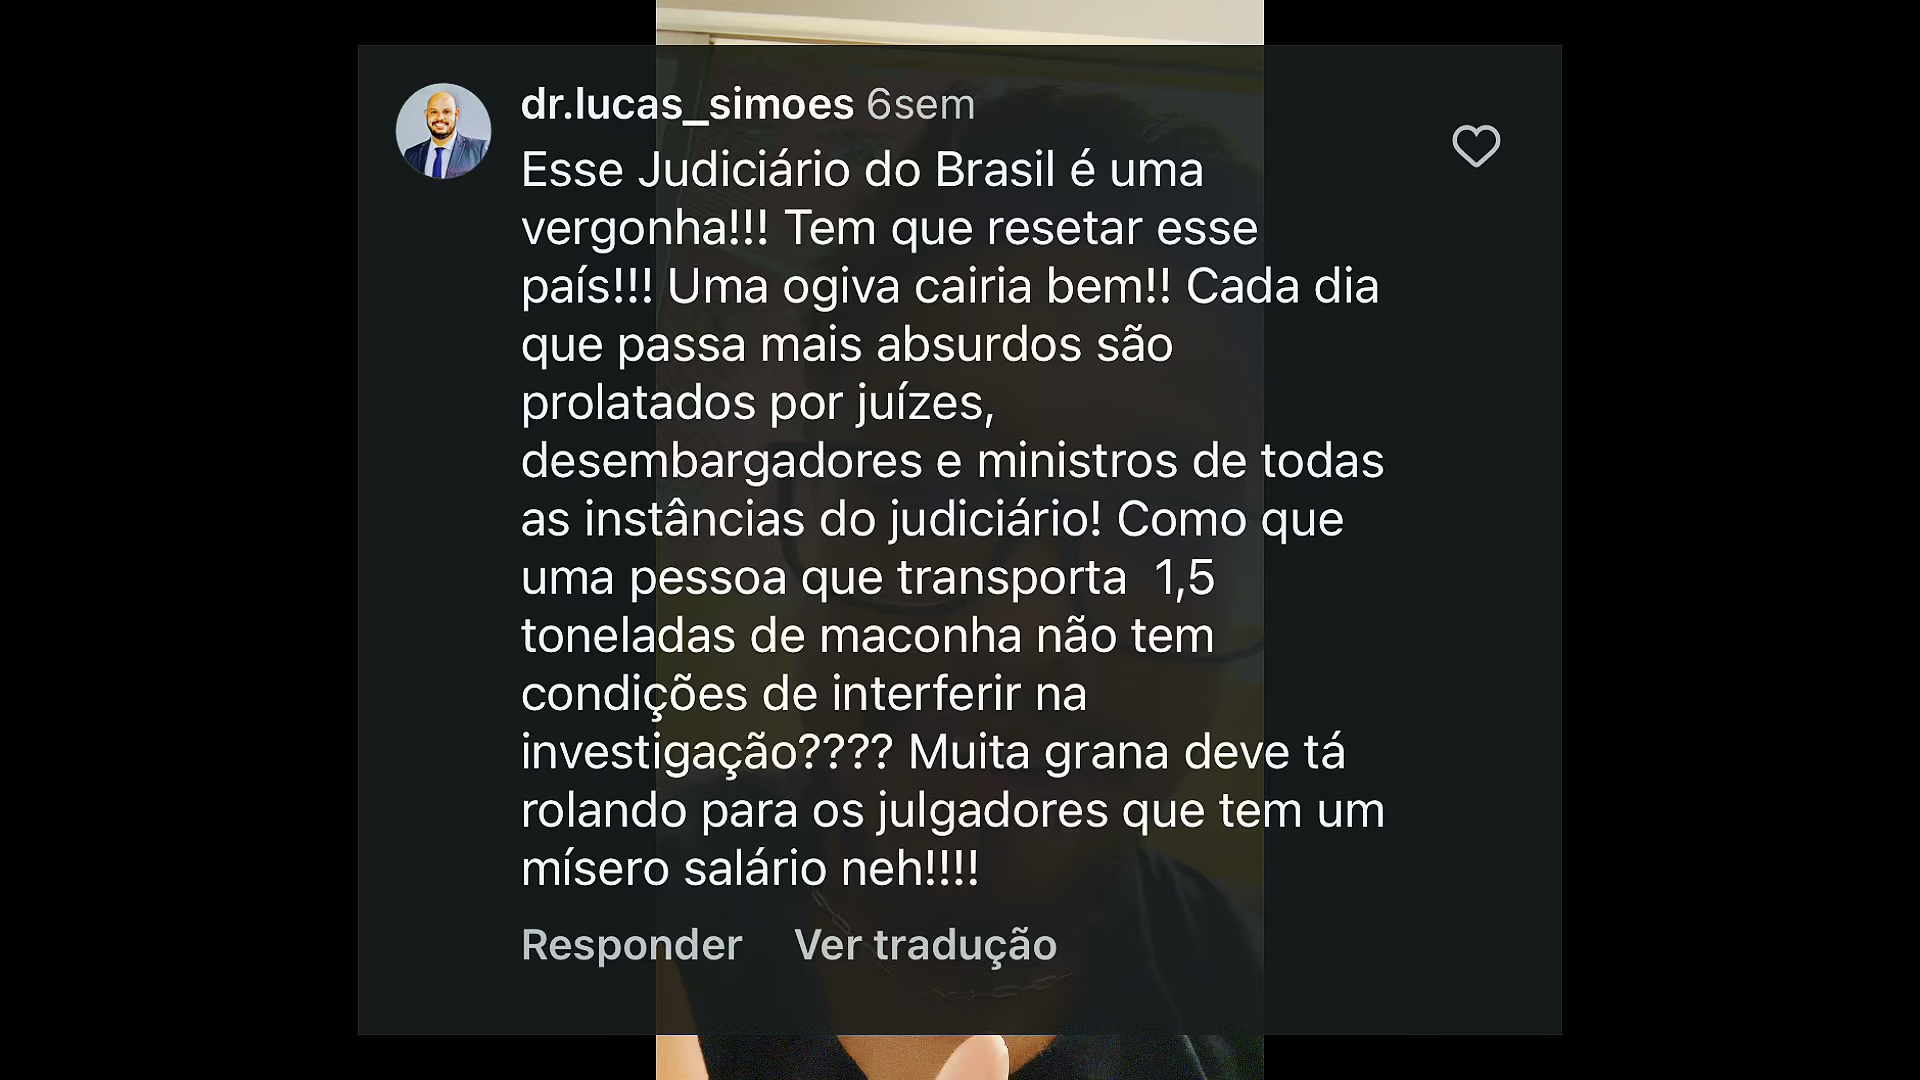 dr.lucas_simoes 6sem
Esse Judiciário do Brasil é uma
vergonha!!! Tem que resetar esse
país!!! Uma ogiva cairia bem!! Cada dia
que passa mais absurdos são
prolatados por juízes,
desembargadores e ministros de todas
as instâncias do judiciário! Como que
uma pessoa que transporta  1,5
toneladas de maconha não tem
condições de interferir na
investigação???? Muita grana deve tá
rolando para os julgadores que tem um
mísero salário neh!!!!
Responder Ver tradução